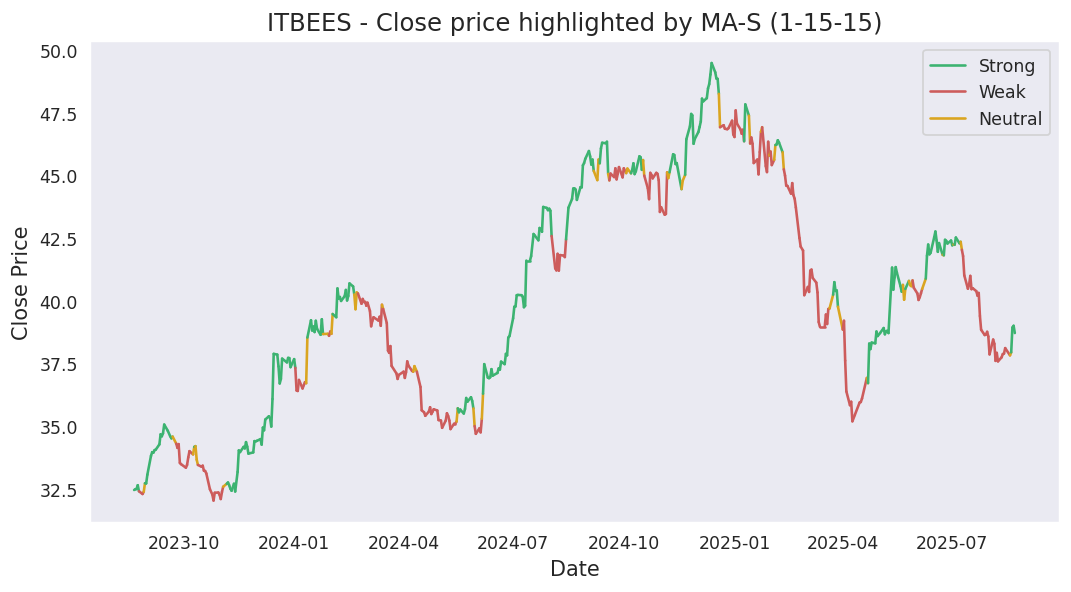 ITBEES - Close price highlighted by MA-S (1-15-15)
50.0
47.5
45.0
42.5
40.0
37.5
35.0
32.5
Close Price
Strong
Weak
Neutral
2023-10 2024-01 2024-04 2024-07 2024-10 2025-01 2025-04 2025-07
Date